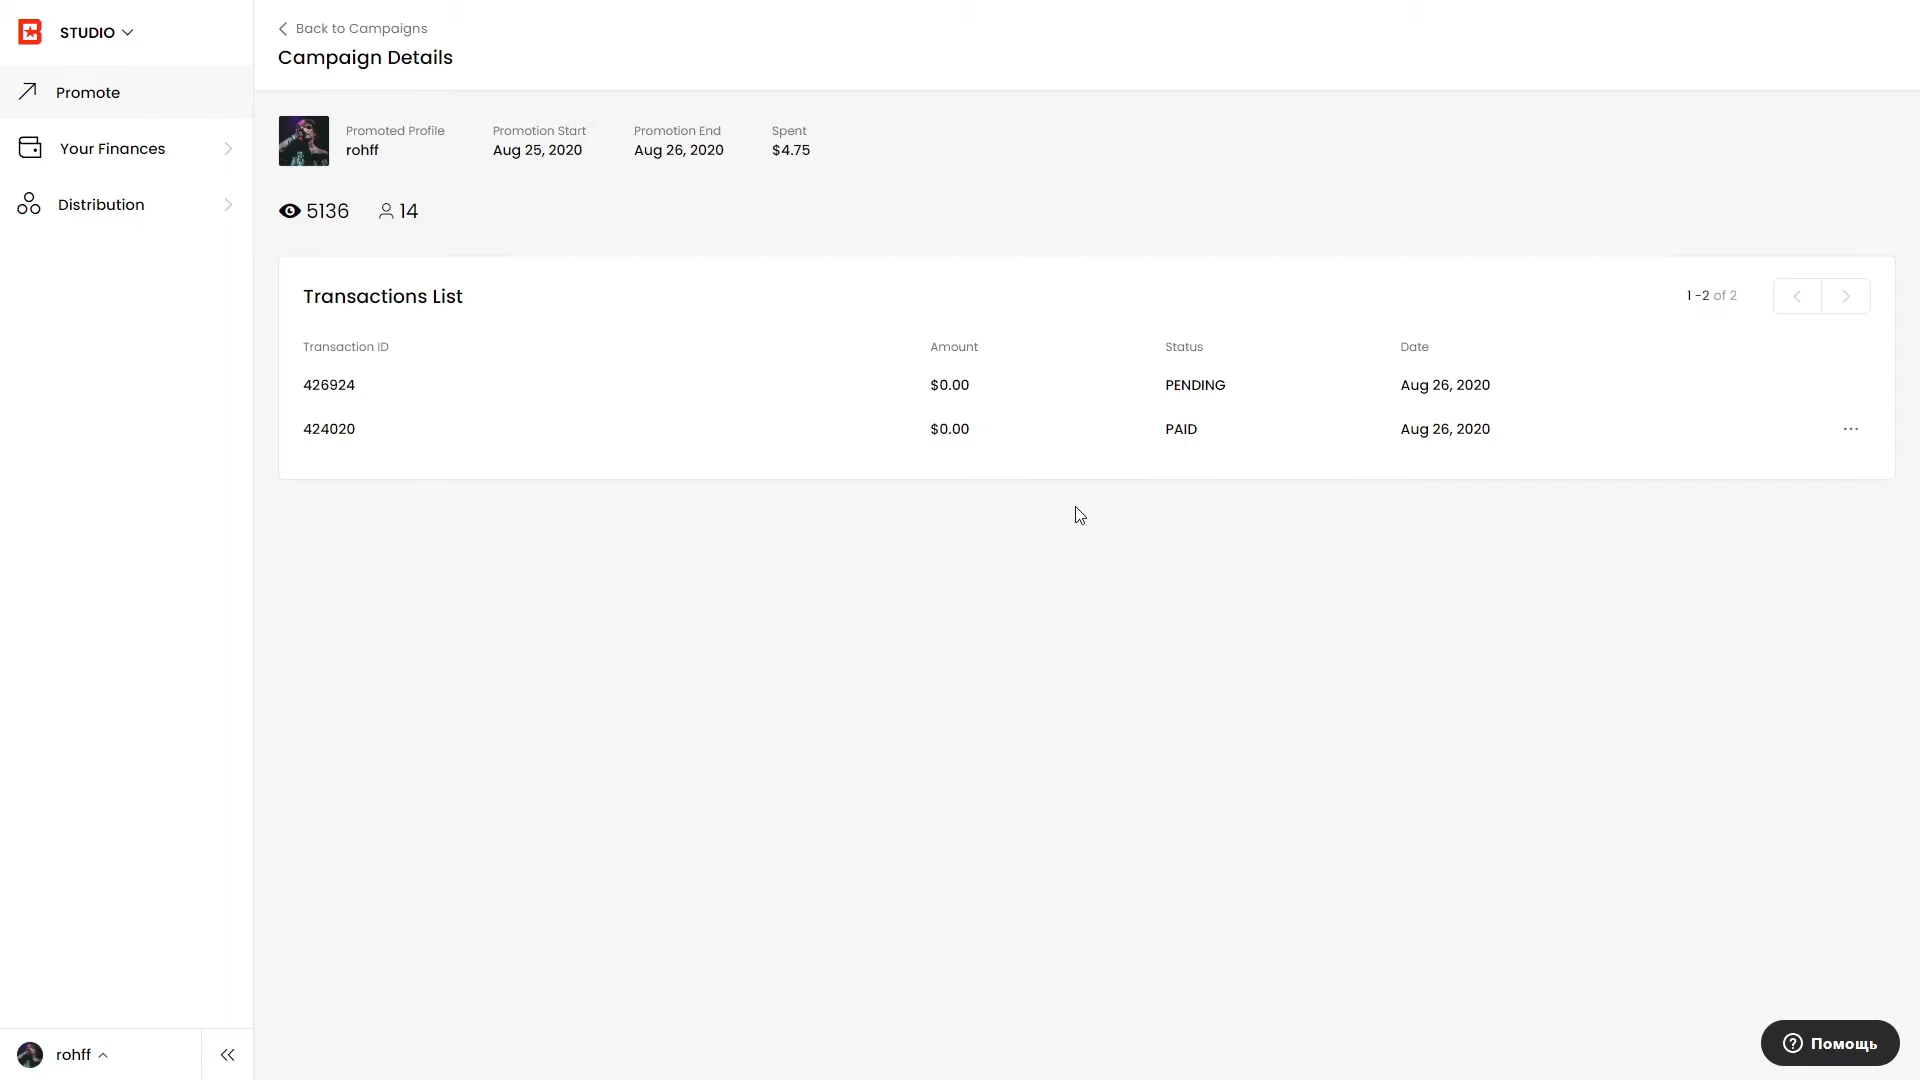 STUDIO
Promote
Your Finances
Distribution
Back to Campaigns
Campaign Details
Promoted Profile
rohff
Promotion Start
Aug 25, 2020
Promotion End
Aug 26, 2020
Spent
$4.75
5136
14
Transactions List
1 -2 of 2
Transaction ID Amount Status Date
426924 $0.00 PENDING Aug 26, 2020
424020 $0.00 PAID Aug 26, 2020
rohff
Помощь